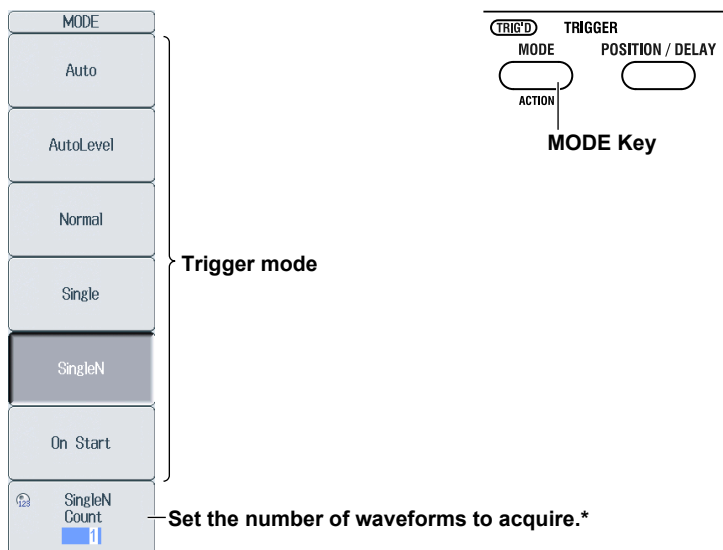 MODE
Auto
AutoLevel
Normal
Single
SingleN
On Start
SingleN
Count
1
Trigger mode
Set the number of waveforms to acquire.*
TRIG'D TRIGGER
MODE POSITION / DELAY
ACTION
MODE Key
123